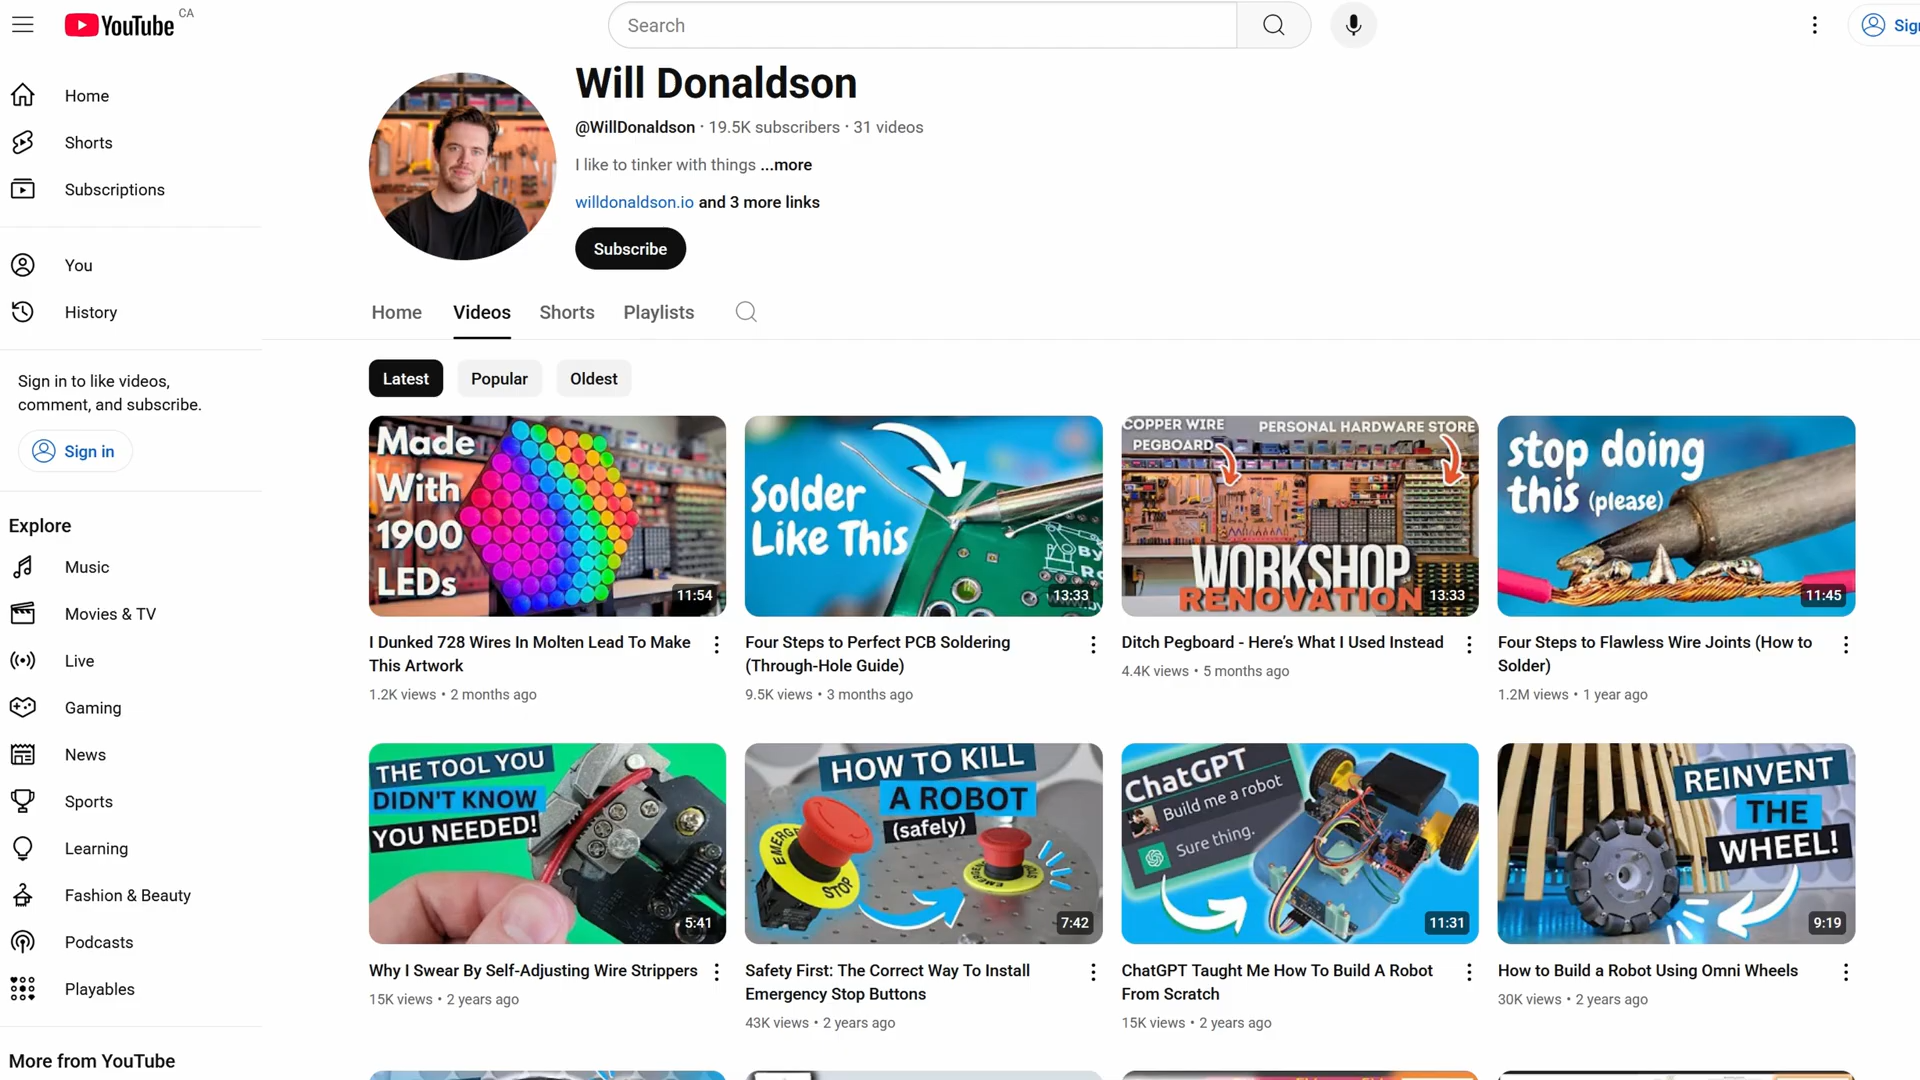 YouTube CA
Search
Sign
Home
Shorts
Subscriptions
You
History
Sign in to like videos,
comment, and subscribe.
Sign in
Explore
Music
Movies & TV
Live
Gaming
News
Sports
Learning
Fashion & Beauty
Podcasts
Playables
More from YouTube
Will Donaldson
@WillDonaldson · 19.5K subscribers · 31 videos
I like to tinker with things ...more
willdonaldson.io and 3 more links
Subscribe
Home Videos Shorts Playlists
Latest Popular Oldest
Made
With
1900
LEDs
11:54
I Dunked 728 Wires In Molten Lead To Make
This Artwork
1.2K views • 2 months ago
Solder
Like This
By
13:33
Four Steps to Perfect PCB Soldering
(Through-Hole Guide)
9.5K views • 3 months ago
COPPER WIRE
PEGBOARD
PERSONAL HARDWARE STORE
WORKSHOP
RENOVATION
13:33
Ditch Pegboard - Here’s What I Used Instead
4.4K views • 5 months ago
stop doing
this (please)
11:45
Four Steps to Flawless Wire Joints (How to
Solder)
1.2M views • 1 year ago
THE TOOL YOU
DIDN'T KNOW
YOU NEEDED!
5:41
Why I Swear By Self-Adjusting Wire Strippers
15K views • 2 years ago
HOW TO KILL
A ROBOT
(safely)
STOP
7:42
Safety First: The Correct Way To Install
Emergency Stop Buttons
43K views • 2 years ago
ChatGPT
Build me a robot
Sure thing.
11:31
ChatGPT Taught Me How To Build A Robot
From Scratch
15K views • 2 years ago
REINVENT
THE
WHEEL!
9:19
How to Build a Robot Using Omni Wheels
30K views • 2 years ago